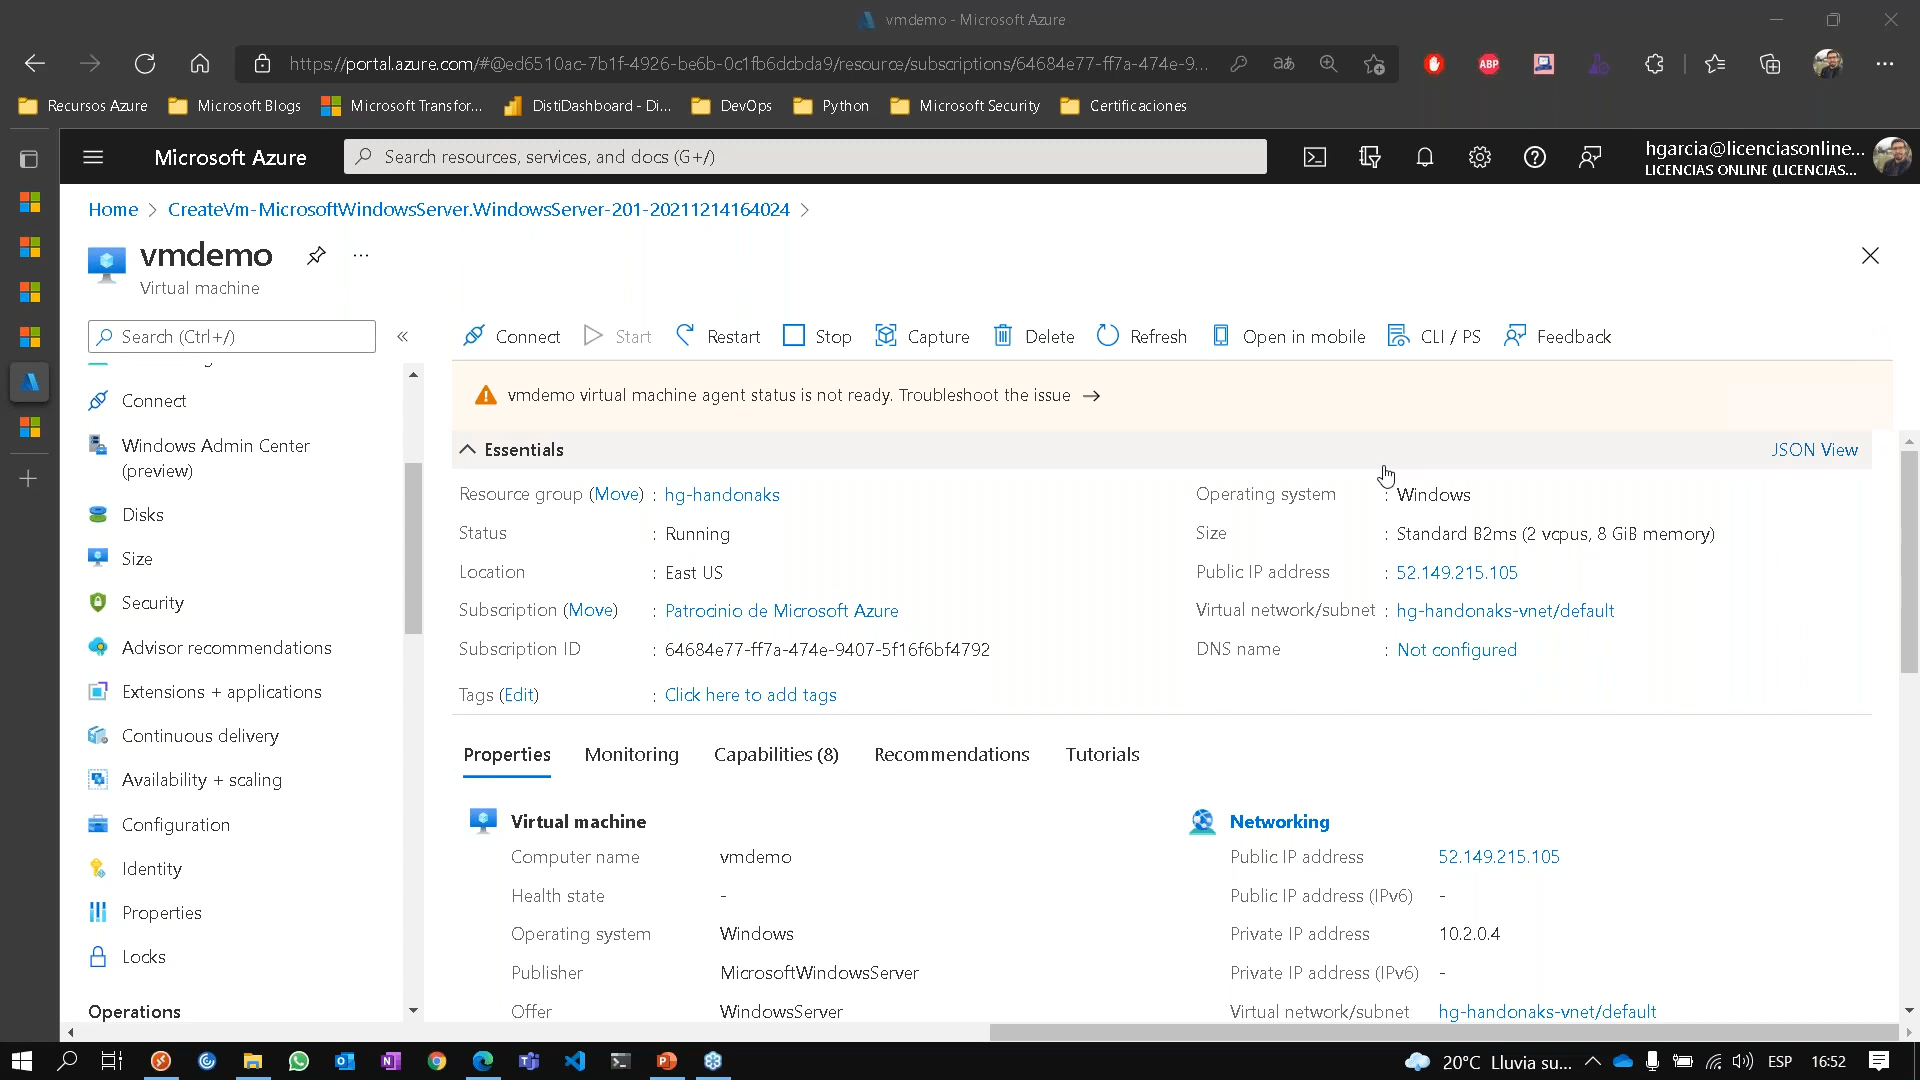 vmdemo - Microsoft Azure
https://portal.azure.com/#@ed6510ac-7b1f-4926-be6b-0c1fb6dcbda9/resource/subscriptions/64684e77-ff7a-474e-9...
aあ
ABP
Recursos Azure
Microsoft Blogs
Microsoft Transfor...
DistiDashboard - Di...
DevOps
Python
Microsoft Security
Certificaciones
Microsoft Azure
Search resources, services, and docs (G+/)
hgarcia@licenciasonline...
LICENCIAS ONLINE (LICENCIAS...
Home > CreateVm-MicrosoftWindowsServer.WindowsServer-201-20211214164024 >
vmdemo
Virtual machine
Search (Ctrl+/)
Connect
Start
Restart
Stop
Capture
Delete
Refresh
Open in mobile
CLI / PS
Feedback
Connect
Windows Admin Center
(preview)
Disks
Size
Security
Advisor recommendations
Extensions + applications
Continuous delivery
Availability + scaling
Configuration
Identity
Properties
Locks
Operations
vmdemo virtual machine agent status is not ready. Troubleshoot the issue →
Essentials
JSON View
Resource group (Move) : hg-handonaks
Status : Running
Location : East US
Subscription (Move) : Patrocinio de Microsoft Azure
Subscription ID : 64684e77-ff7a-474e-9407-5f16f6bf4792
Tags (Edit) : Click here to add tags
Operating system : Windows
Size : Standard B2ms (2 vcpus, 8 GiB memory)
Public IP address : 52.149.215.105
Virtual network/subnet : hg-handonaks-vnet/default
DNS name : Not configured
Properties
Monitoring
Capabilities (8)
Recommendations
Tutorials
Virtual machine
Computer name vmdemo
Health state -
Operating system Windows
Publisher MicrosoftWindowsServer
Offer WindowsServer
Networking
Public IP address 52.149.215.105
Public IP address (IPv6) -
Private IP address 10.2.0.4
Private IP address (IPv6) -
Virtual network/subnet hg-handonaks-vnet/default
20°C Lluvia su...
ESP
16:52